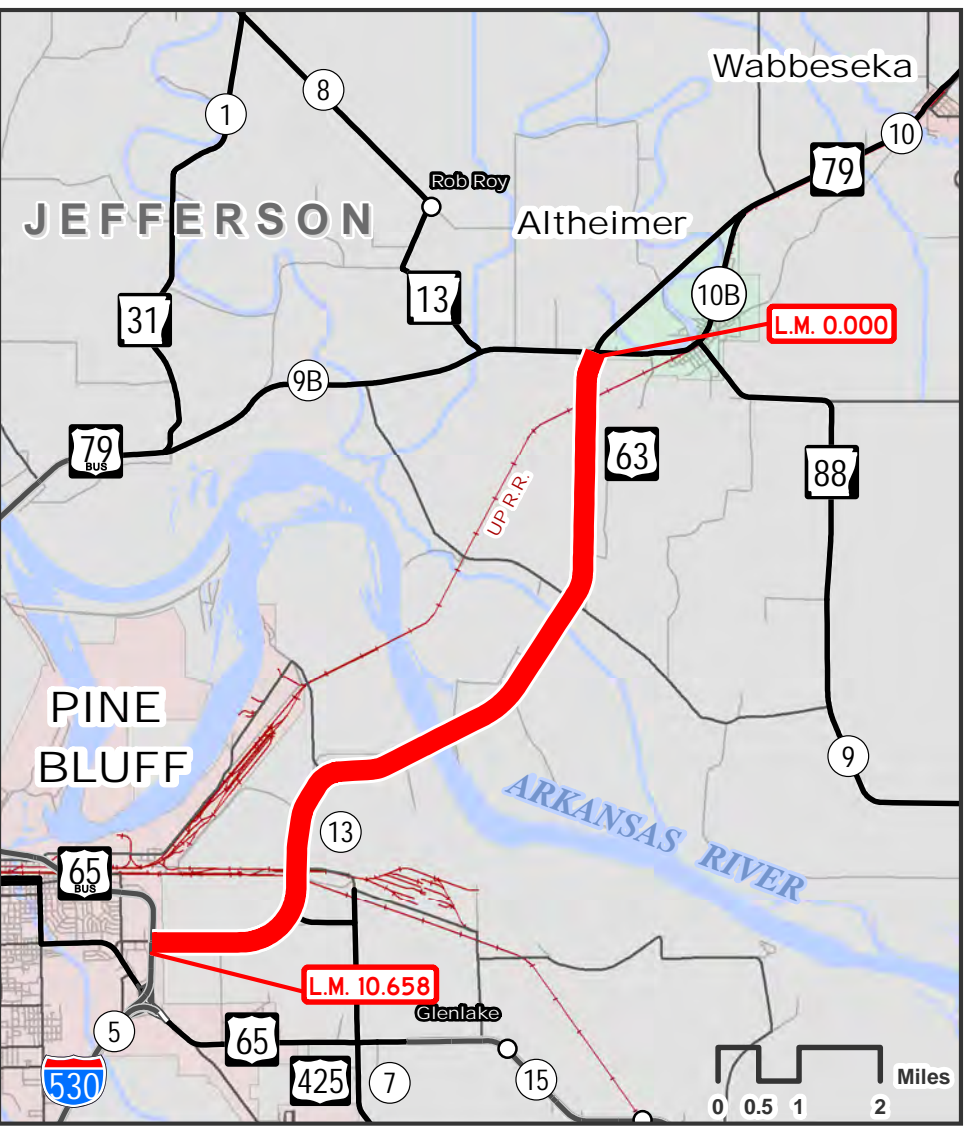 Wabbeseka
8
1
10
79
Rob Roy
JEFFERSON
Altheimer
13
10B
31
L.M. 0.000
9B
79
BUS
63
88
UP R.R.
PINE
BLUFF
9
ARKANSAS RIVER
13
65
BUS
L.M. 10.658
Glenlake
5
65
530
425
7
15
Miles
0 0.5 1 2